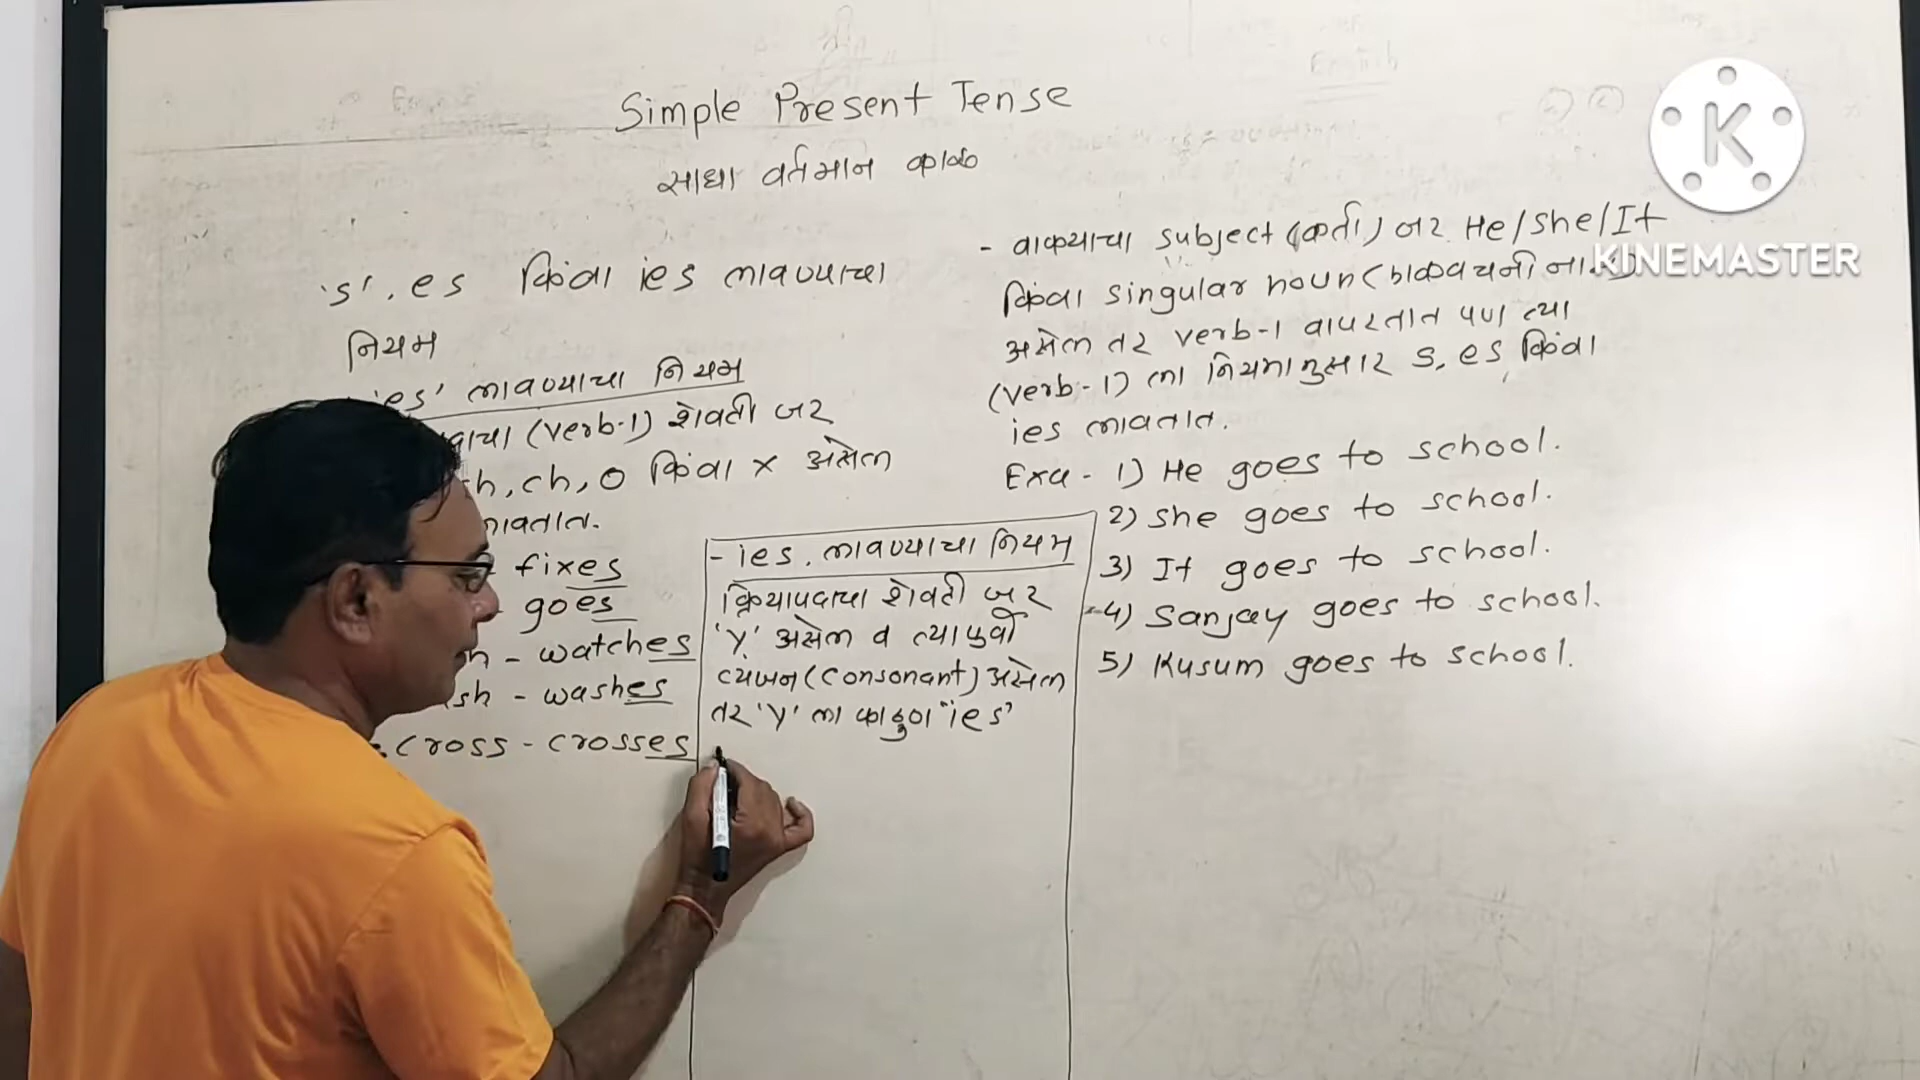 Simple Present Tense
साधा वर्तमान काळ
's', es किंवा ies लावण्याचा
नियम
es' लावण्याचा नियम
(verb-1) शेवटी जर
ch, o किंवा x असेल
fixes
goes
- watches
sh - washes
cross - crosses
- ies. लावण्याचा नियम
क्रियापदाचा शेवटी जर
'y' असेल व त्यापुर्वी
व्यंजन (consonant) असेल
तर 'y' ला काढुण "ies"
- वाक्याचा subject (कर्ता) जर He/She/It
किंवा singular noun (
असेल तर verb-1 वापरतात पण त्या
(verb-1) ला नियमानुसार s, es किंवा
ies लावतात.
Exa - 1) He goes to school.
2) She goes to school.
3) It goes to school.
4) Sanjay goes to school.
5) Kusum goes to school.
K
KINEMASTER